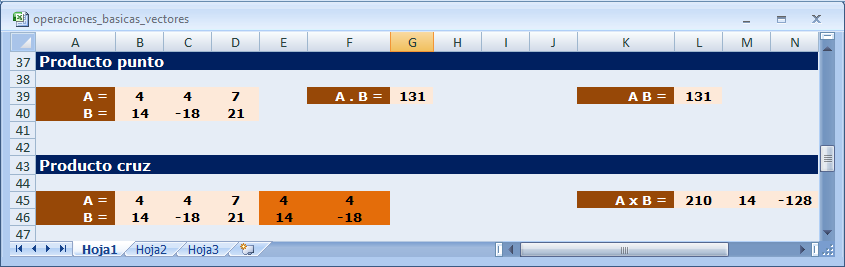 operaciones_basicas_vectores
A B C D E F G H I J K L M N
37 Producto punto
38
39 A = 4 4 7 A . B = 131 A B = 131
40 B = 14 -18 21
41
42
43 Producto cruz
44
45 A = 4 4 7 4 4 A x B = 210 14 -128
46 B = 14 -18 21 14 -18
47
Hoja1 Hoja2 Hoja3